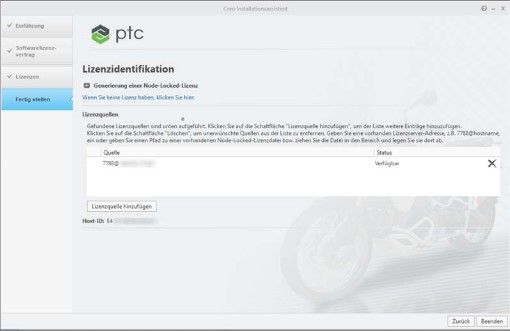 Creo Installationsassistent
Einführung
Softwarelizenz-
vertrag
Lizenzen
Fertig stellen
ptc
Lizenzidentifikation
Generierung einer Node-Locked-Lizenz
Wenn Sie keine Lizenz haben, klicken Sie hier.
Lizenzquellen
Gefundene Lizenzquellen sind unten aufgeführt. Klicken Sie auf die Schaltfläche "Lizenzquelle hinzufügen", um der Liste weitere Einträge hinzuzufügen.
Klicken Sie auf die Schaltfläche "Löschen", um unerwünschte Quellen aus der Liste zu entfernen. Geben Sie eine vorhanden Lizenzserver-Adresse, z.B. 7788@hostname,
ein oder geben Sie einen Pfad zu einer vorhandenen Node-Locked-Lizenzdatei bzw. ziehen Sie die Datei in den Bereich und legen Sie sie dort ab.
Quelle Status
7788@ Verfügbar
Lizenzquelle hinzufügen
Host-ID: E4
Zurück Beenden